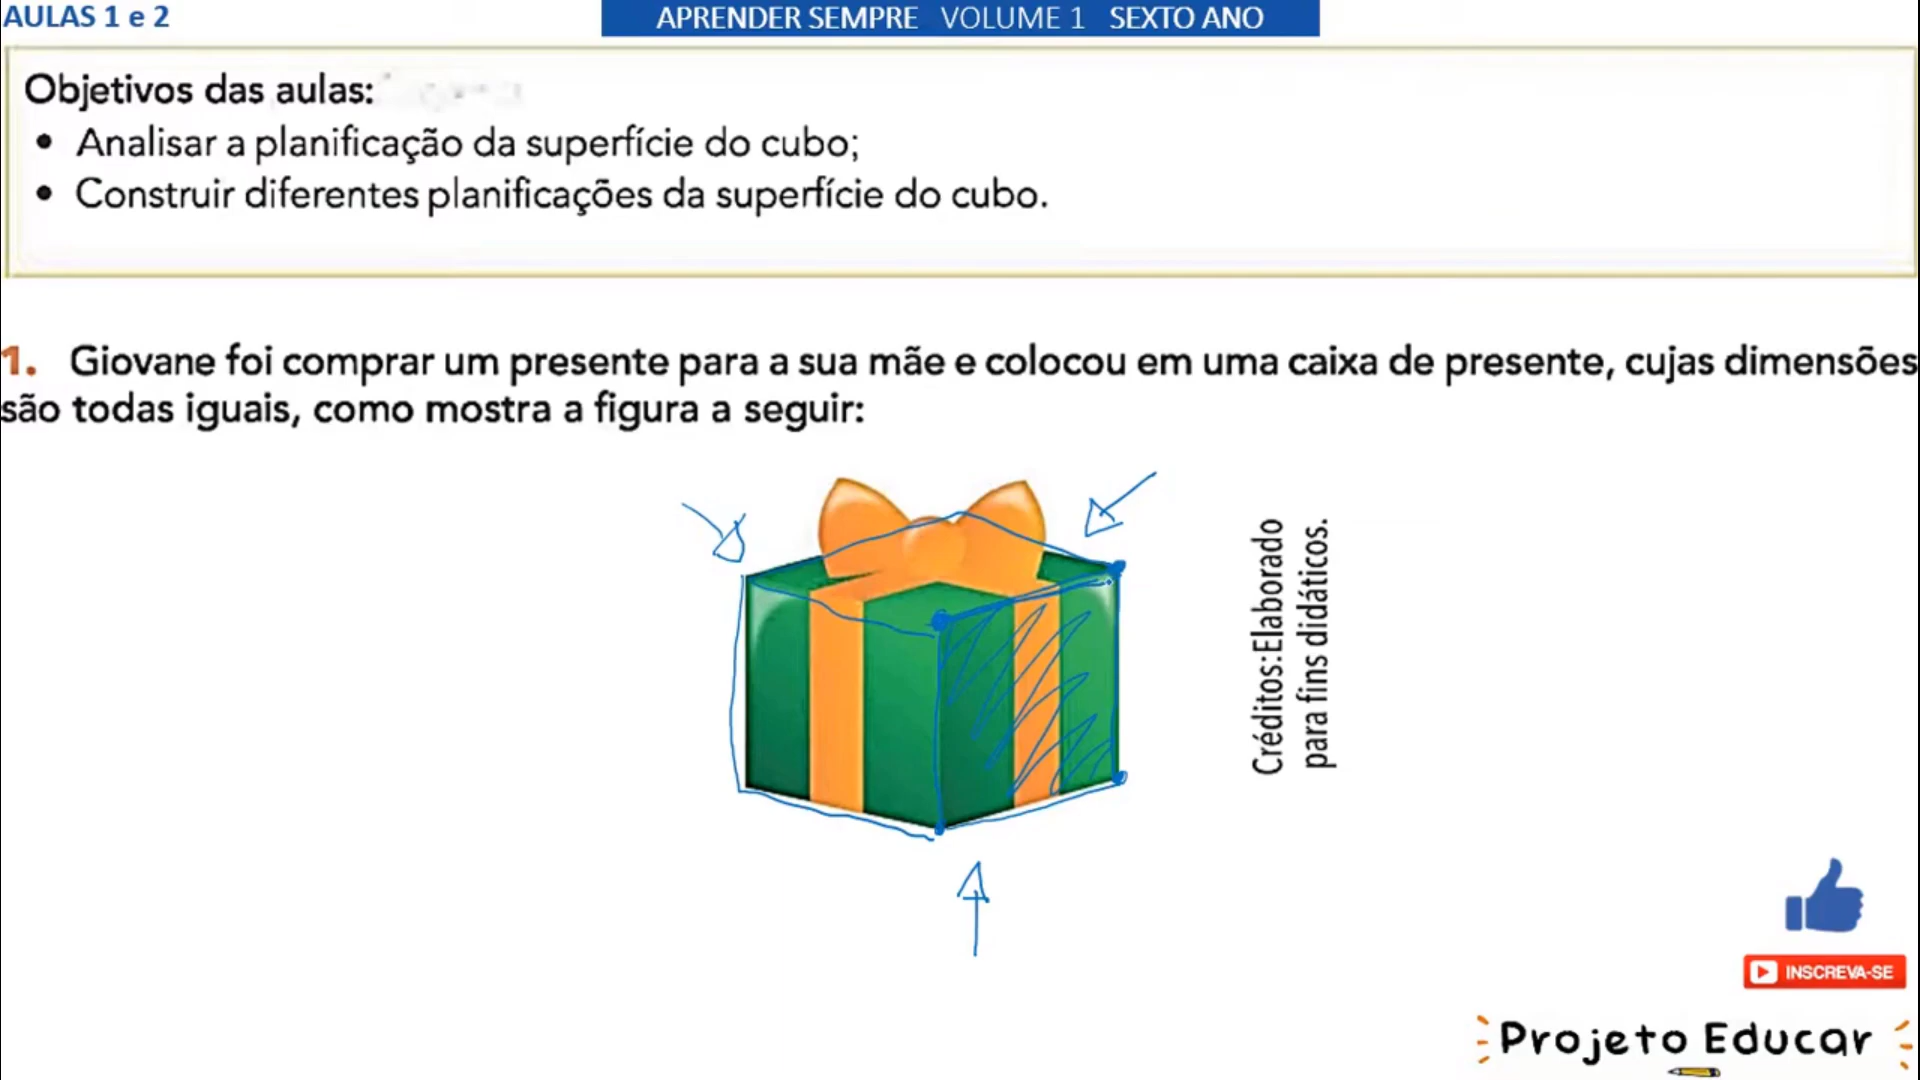 AULAS 1 e 2
APRENDER SEMPRE VOLUME 1 SEXTO ANO
Objetivos das aulas:
• Analisar a planificação da superfície do cubo;
• Construir diferentes planificações da superfície do cubo.
1. Giovane foi comprar um presente para a sua mãe e colocou em uma caixa de presente, cujas dimensões
são todas iguais, como mostra a figura a seguir:
Créditos:Elaborado
para fins didáticos.
INSCREVA-SE
Projeto Educar